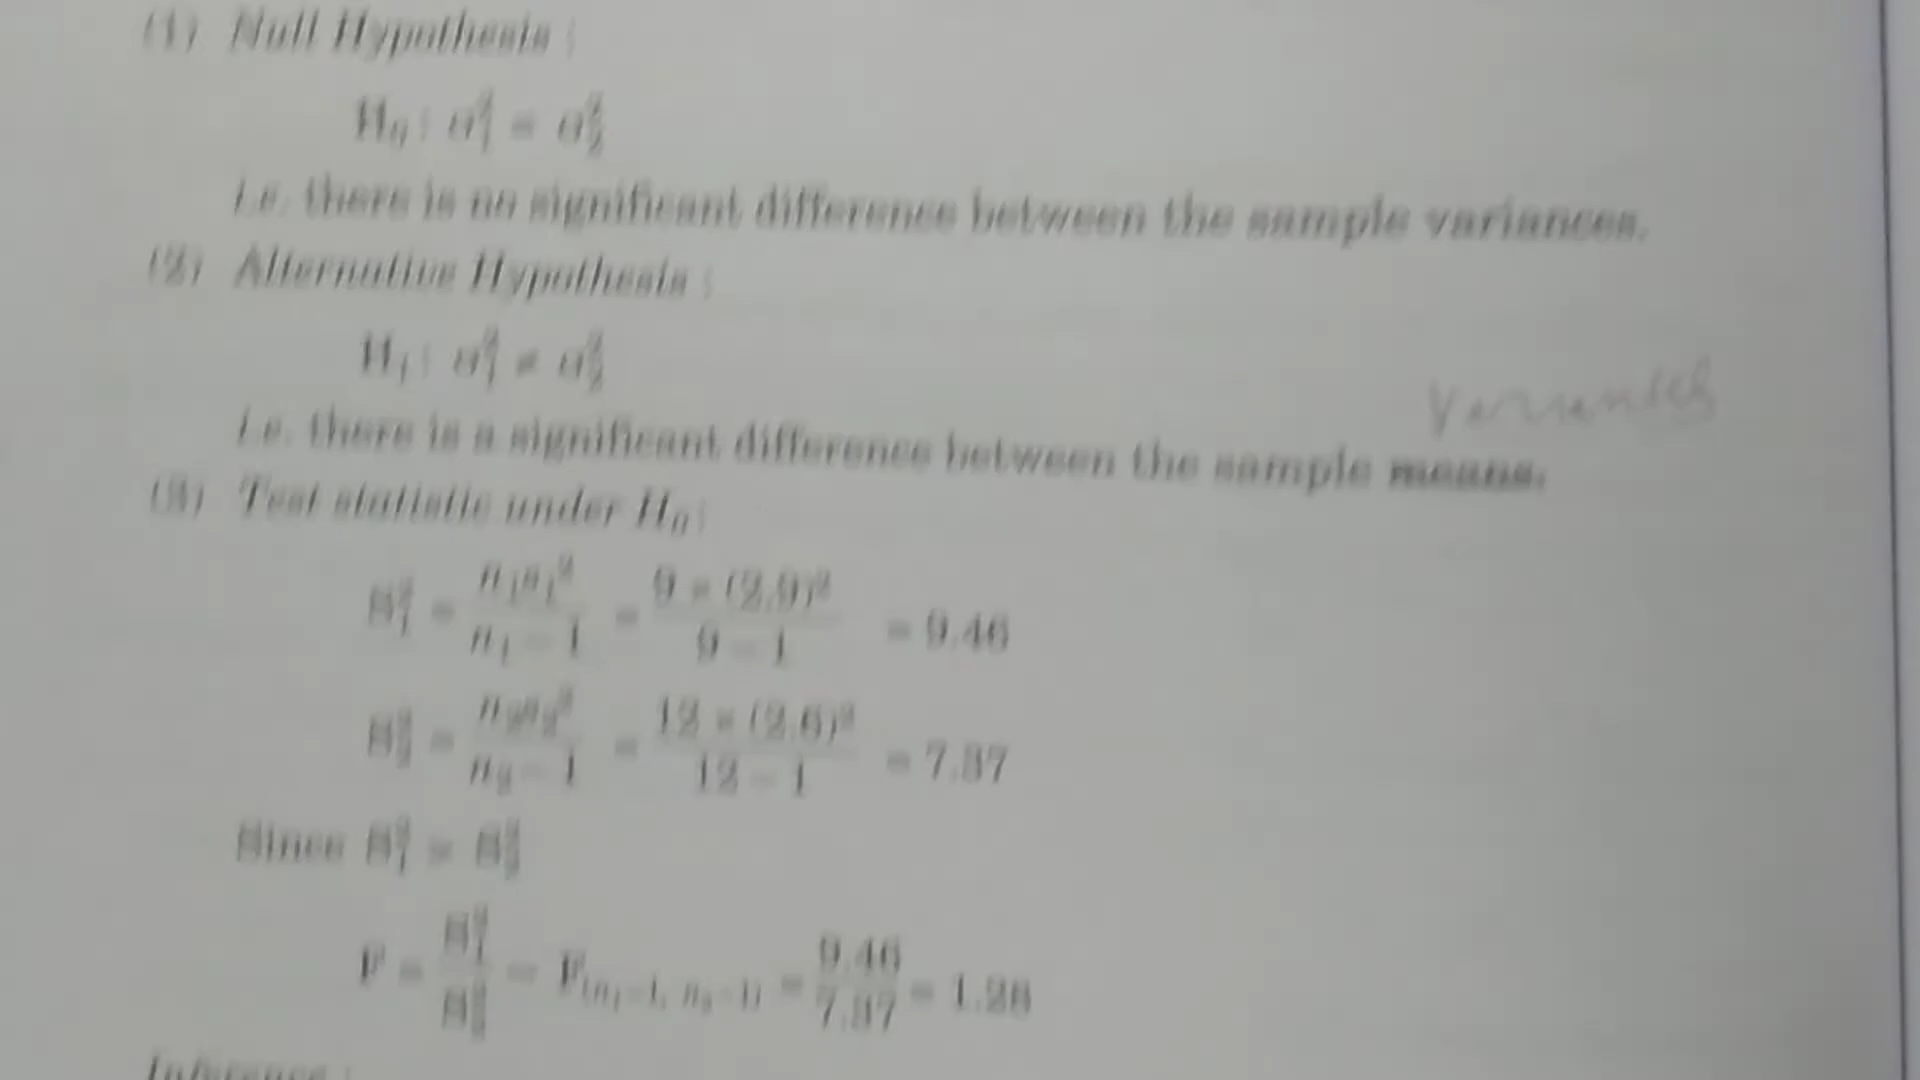 (1) Null Hypothesis :
H₀ : σ₁² = σ₂²
i.e. there is no significant difference between the sample variances.
(2) Alternative Hypothesis :
H₁ : σ₁² ≠ σ₂²
Variances
i.e. there is a significant difference between the sample means.
(3) Test statistic under H₀ :
S₁² = n₁s₁² / (n₁ − 1) = 9 × (2.9)² / (9 − 1) = 9.46
S₂² = n₂s₂² / (n₂ − 1) = 12 × (2.6)² / (12 − 1) = 7.37
Since S₁² > S₂²
F = S₁² / S₂² ~ F(n₁−1, n₂−1) = 9.46 / 7.37 = 1.28
Inference :